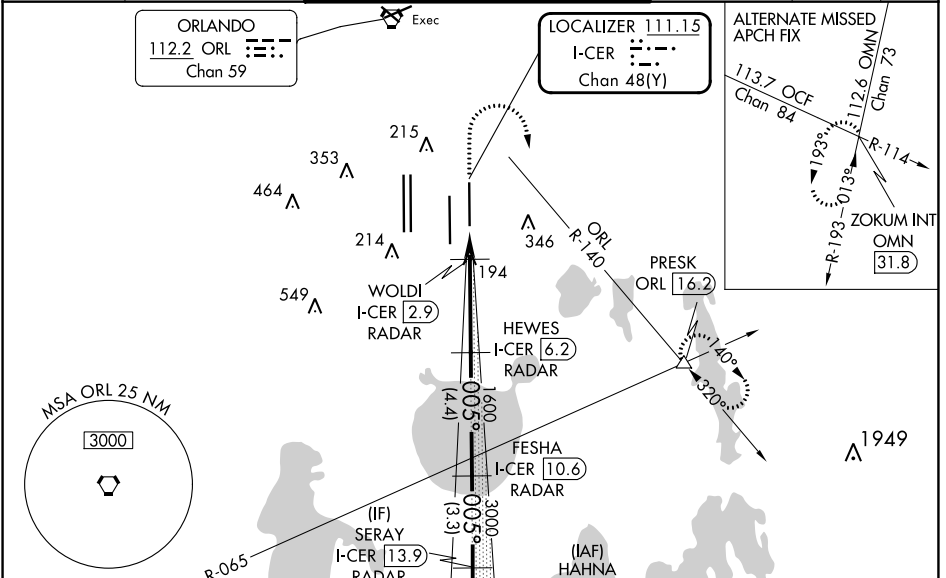 ORLANDO
112.2 ORL
Chan 59
Exec
LOCALIZER 111.15
I-CER
Chan 48(Y)
ALTERNATE MISSED
APCH FIX
113.7 OCF
Chan 84
112.6 OMN
Chan 73
R-114
193°
013°
R-193
ZOKUM INT
OMN
31.8
215
353
464
214
549
346
194
ORL
R-140
PRESK
ORL 16.2
140°
320°
WOLDI
I-CER 2.9
RADAR
HEWES
I-CER 6.2
RADAR
1600
005°
(4.4)
MSA ORL 25 NM
3000
FESHA
I-CER 10.6
RADAR
1949
3000
005°
(3.3)
(IF)
SERAY
I-CER 13.9
RADAR
R-065
(IAF)
HAHNA